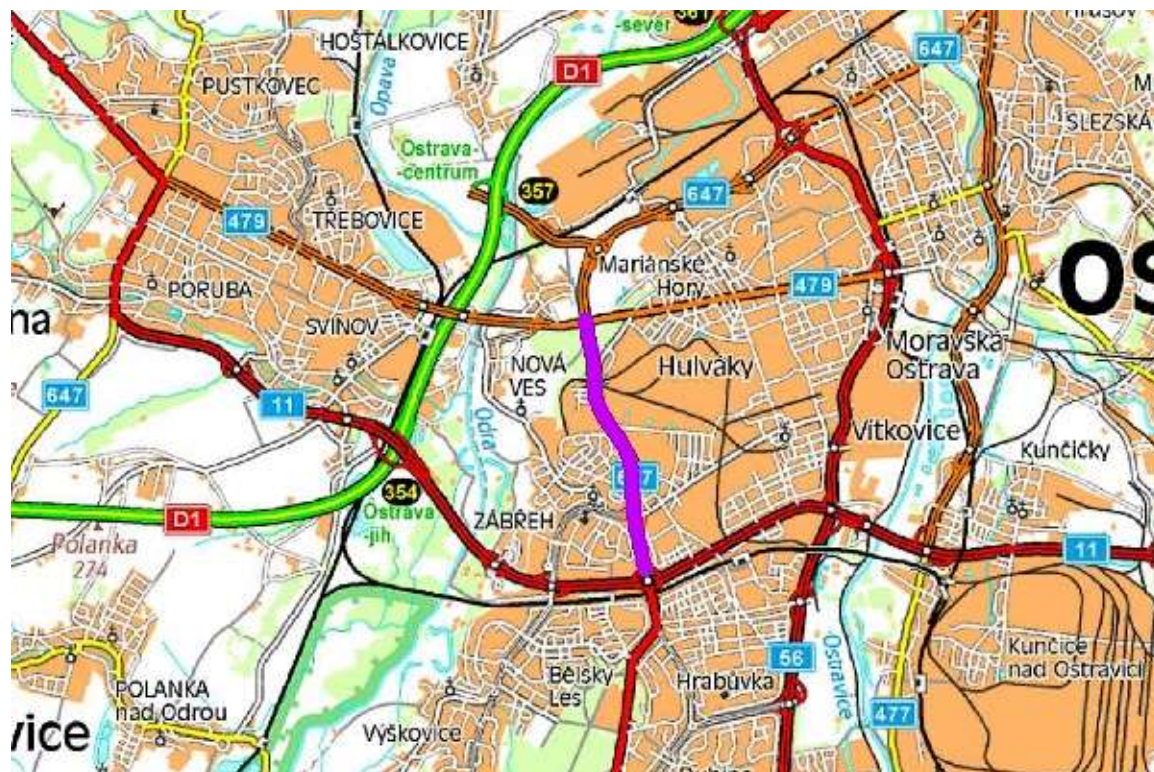 -sever
361
Hrušov
HOŠŤÁLKOVICE
647
D1
PUSTKOVEC
Opava
SLEZSKÁ
Ostrava-
-centrum
357
647
479
TŘEBOVICE
Mariánské
Hory
479
OS
PORUBA
na
SVINOV
NOVÁ
VES
Hulváky
Moravská
Ostrava
647
11
Odra
Vítkovice
Kunčičky
354
D1
Ostrava
-jih
ZÁBŘEH
Polanka
274
11
Bělský
Les
Hrabůvka
56
Ostravice
Kunčice
nad Ostravicí
POLANKA
nad Odrou
Výškovice
477
vice